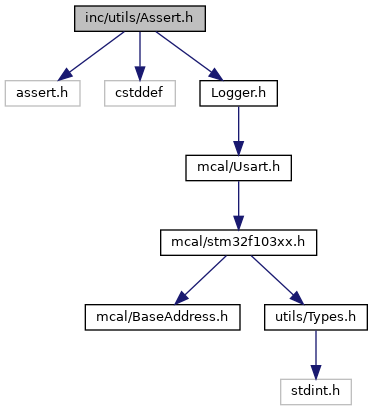 inc/utils/Assert.h
assert.h
cstddef
Logger.h
mcal/Usart.h
mcal/stm32f103xx.h
mcal/BaseAddress.h
utils/Types.h
stdint.h